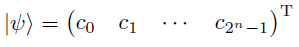 |ψ⟩ = (c₀ c₁ ⋯ c₂ⁿ₋₁)ᵀ